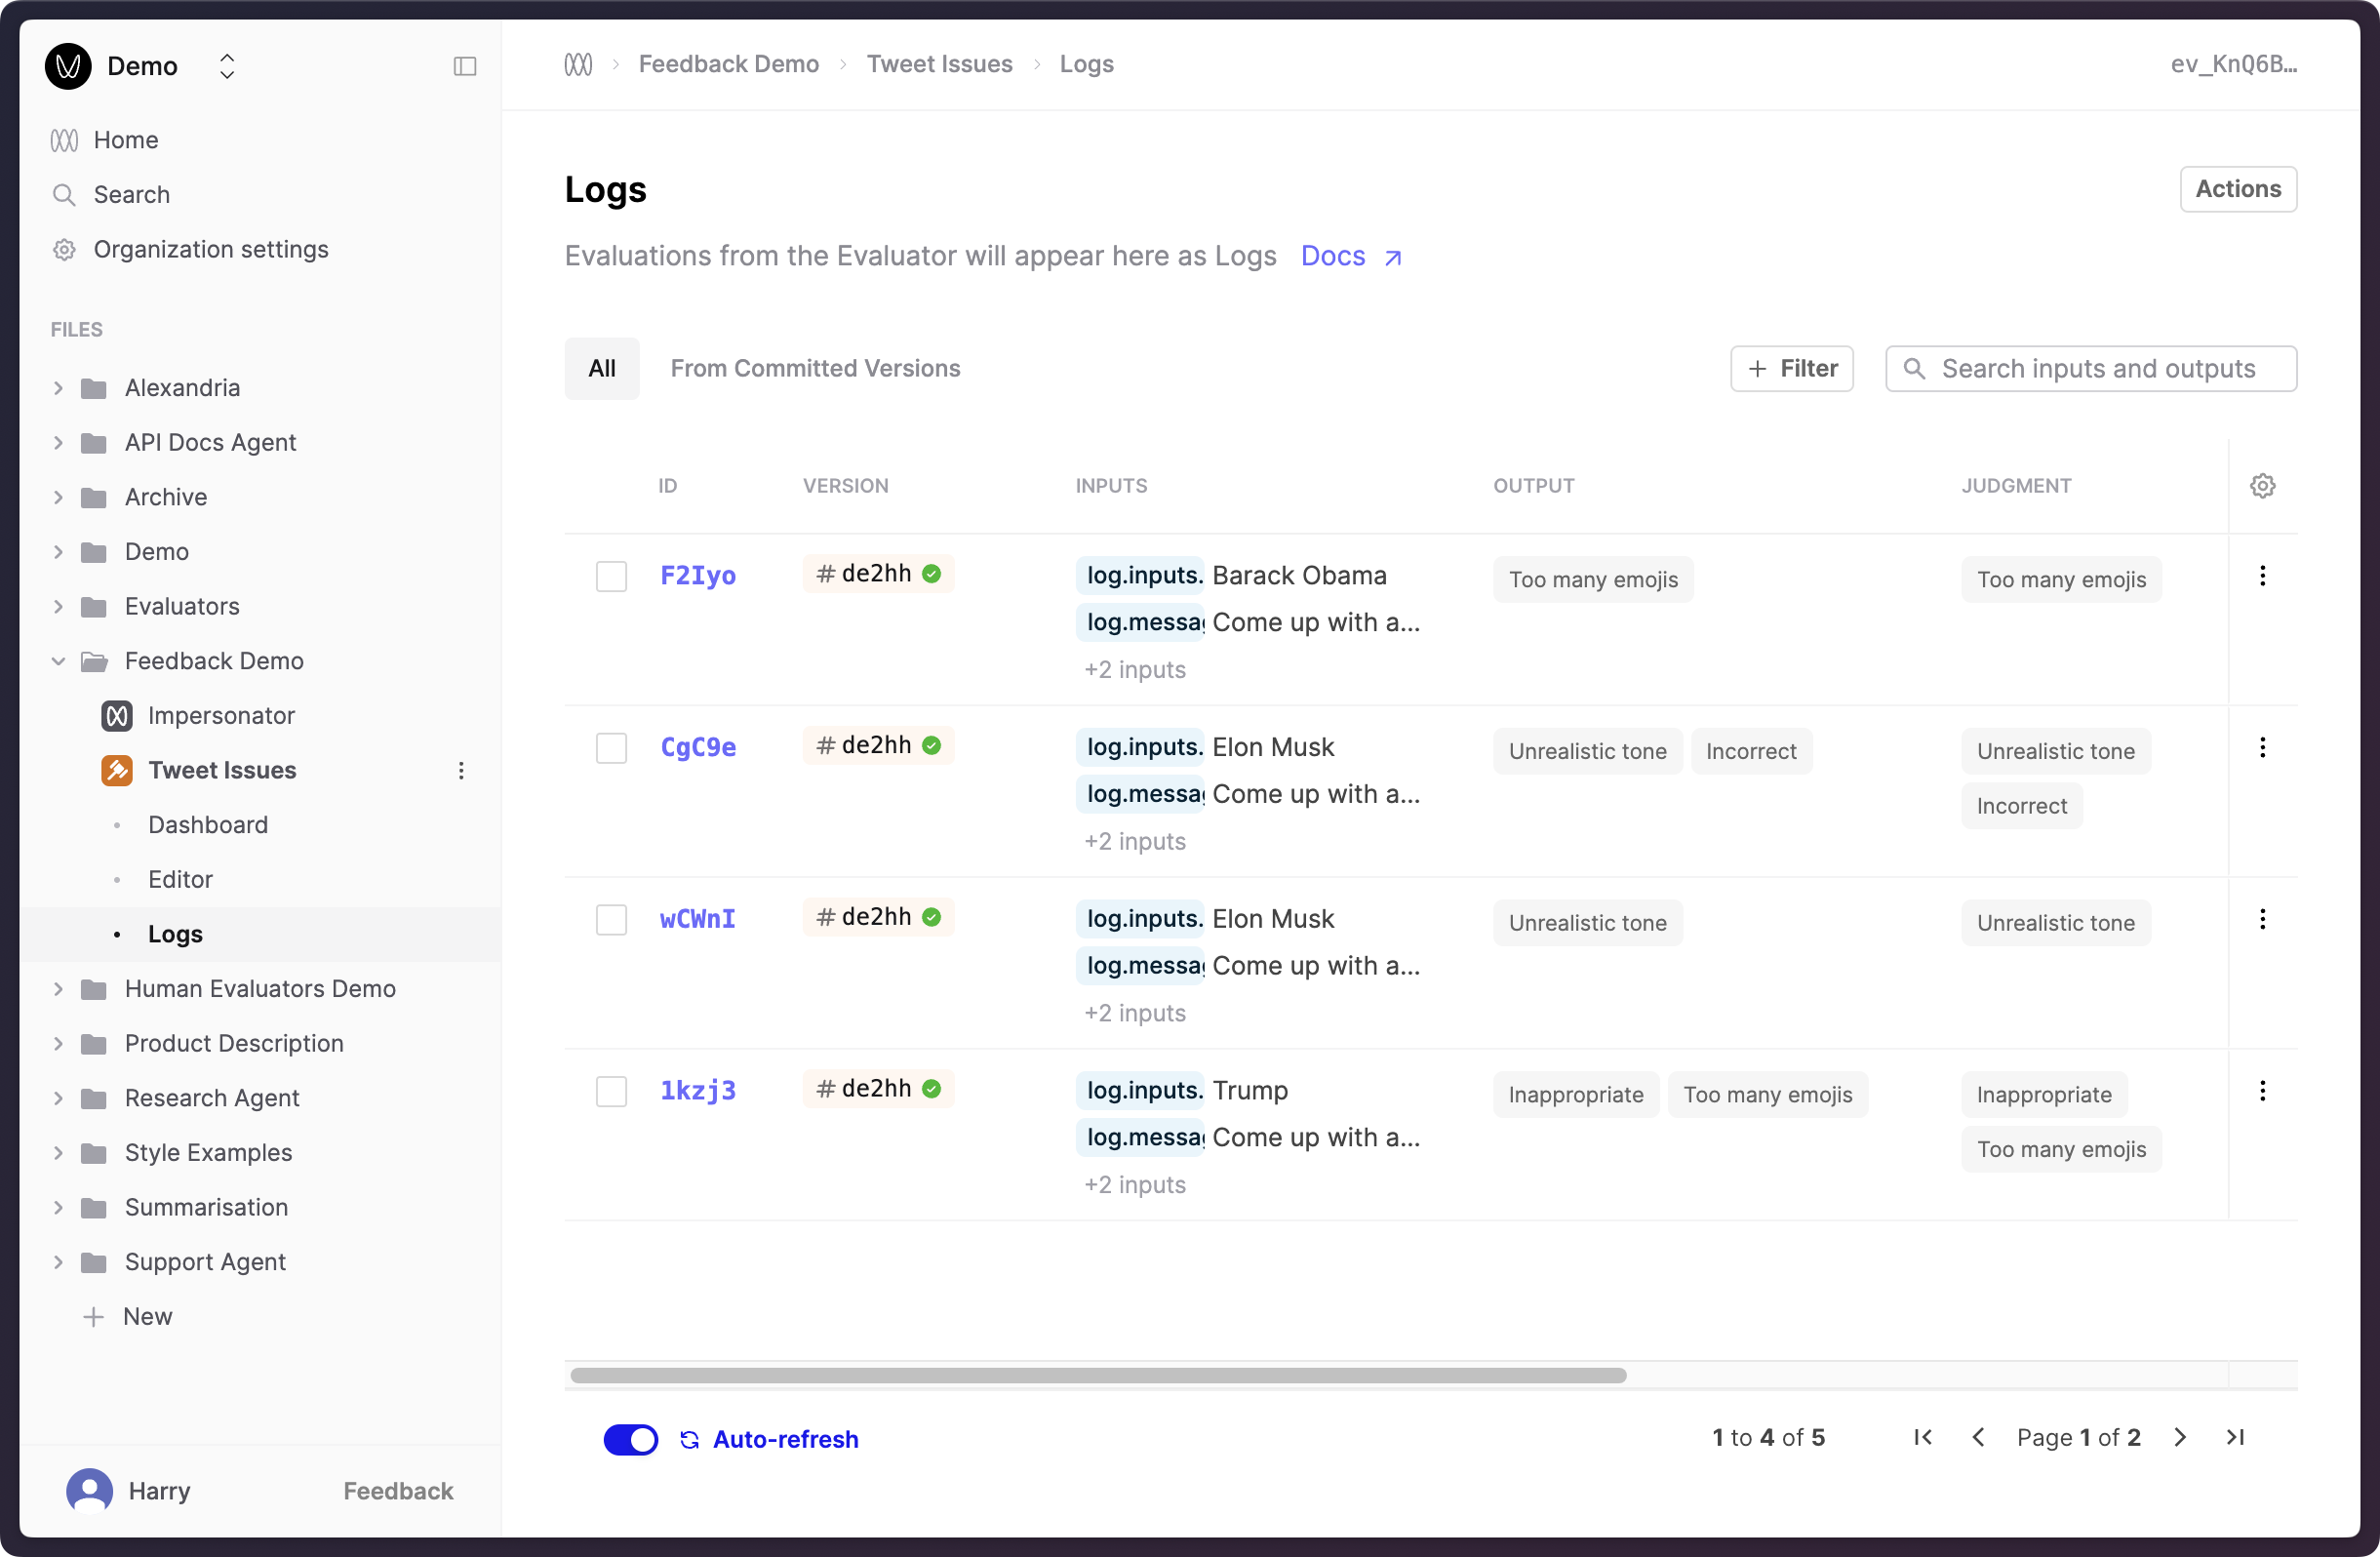 Demo
Home
Search
Organization settings
FILES
Alexandria
API Docs Agent
Archive
Demo
Evaluators
Feedback Demo
Impersonator
Tweet Issues
Dashboard
Editor
Logs
Human Evaluators Demo
Product Description
Research Agent
Style Examples
Summarisation
Support Agent
New
Harry Feedback
Feedback Demo Tweet Issues Logs ev_KnQ6B…
Logs
Actions
Evaluations from the Evaluator will appear here as Logs Docs
All From Committed Versions Filter Search inputs and outputs
ID VERSION INPUTS OUTPUT JUDGMENT
F2Iyo # de2hh log.inputs. Barack Obama Too many emojis Too many emojis
log.messag Come up with a...
+2 inputs
CgC9e # de2hh log.inputs. Elon Musk Unrealistic tone Incorrect Unrealistic tone
log.messag Come up with a... Incorrect
+2 inputs
wCWnI # de2hh log.inputs. Elon Musk Unrealistic tone Unrealistic tone
log.messag Come up with a...
+2 inputs
1kzj3 # de2hh log.inputs. Trump Inappropriate Too many emojis Inappropriate
log.messag Come up with a... Too many emojis
+2 inputs
Auto-refresh 1 to 4 of 5 Page 1 of 2